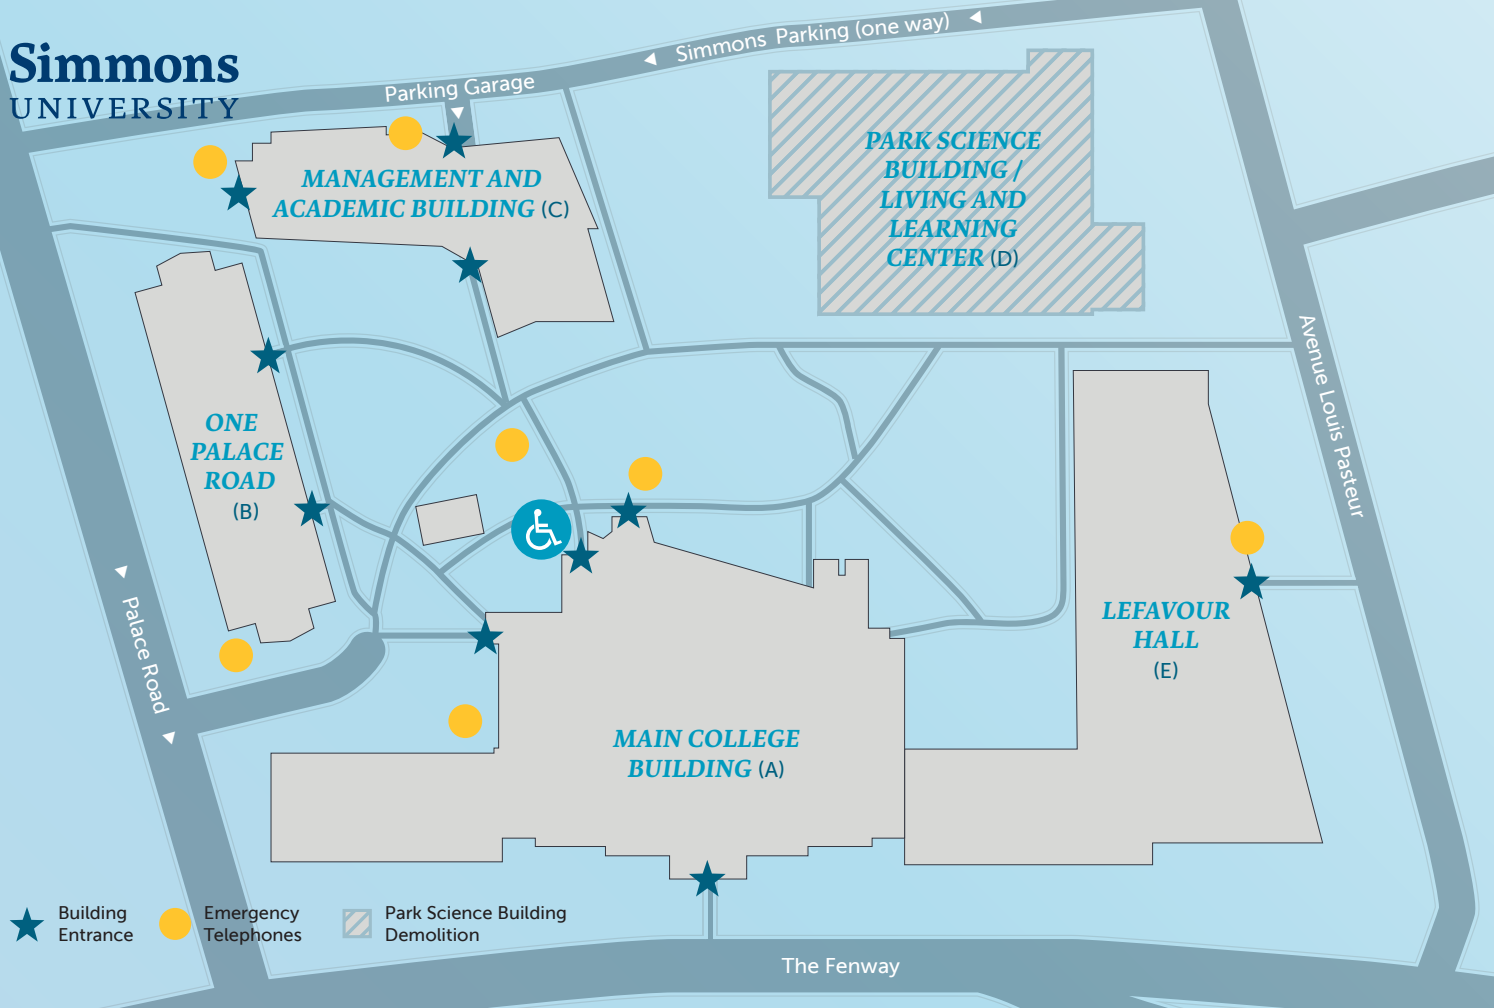 Simmons
UNIVERSITY
Simmons Parking (one way)
Parking Garage
MANAGEMENT AND
ACADEMIC BUILDING (C)
PARK SCIENCE
BUILDING /
LIVING AND
LEARNING
CENTER (D)
Avenue Louis Pasteur
ONE
PALACE
ROAD
(B)
Palace Road
LEFAVOUR
HALL
(E)
MAIN COLLEGE
BUILDING (A)
Building
Entrance
Emergency
Telephones
Park Science Building
Demolition
The Fenway